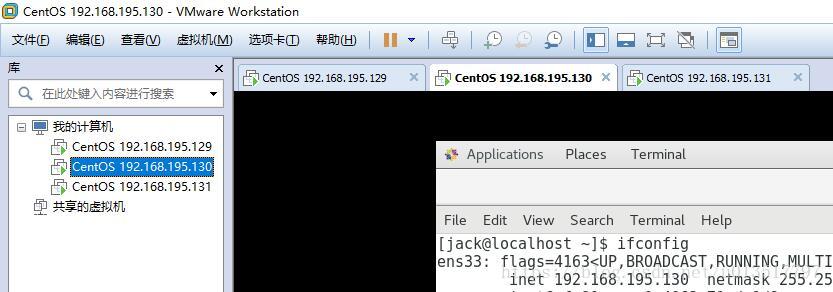 CentOS 192.168.195.130 - VMware Workstation
文件(F) 编辑(E) 查看(V) 虚拟机(M) 选项卡(T) 帮助(H)
库
在此处键入内容进行搜索
我的计算机
CentOS 192.168.195.129
CentOS 192.168.195.130
CentOS 192.168.195.131
共享的虚拟机
CentOS 192.168.195.129 CentOS 192.168.195.130 CentOS 192.168.195.131
Applications Places Terminal
File Edit View Search Terminal Help
[jack@localhost ~]$ ifconfig
ens33: flags=4163<UP,BROADCAST,RUNNING,MULTI
inet 192.168.195.130 netmask 255.25